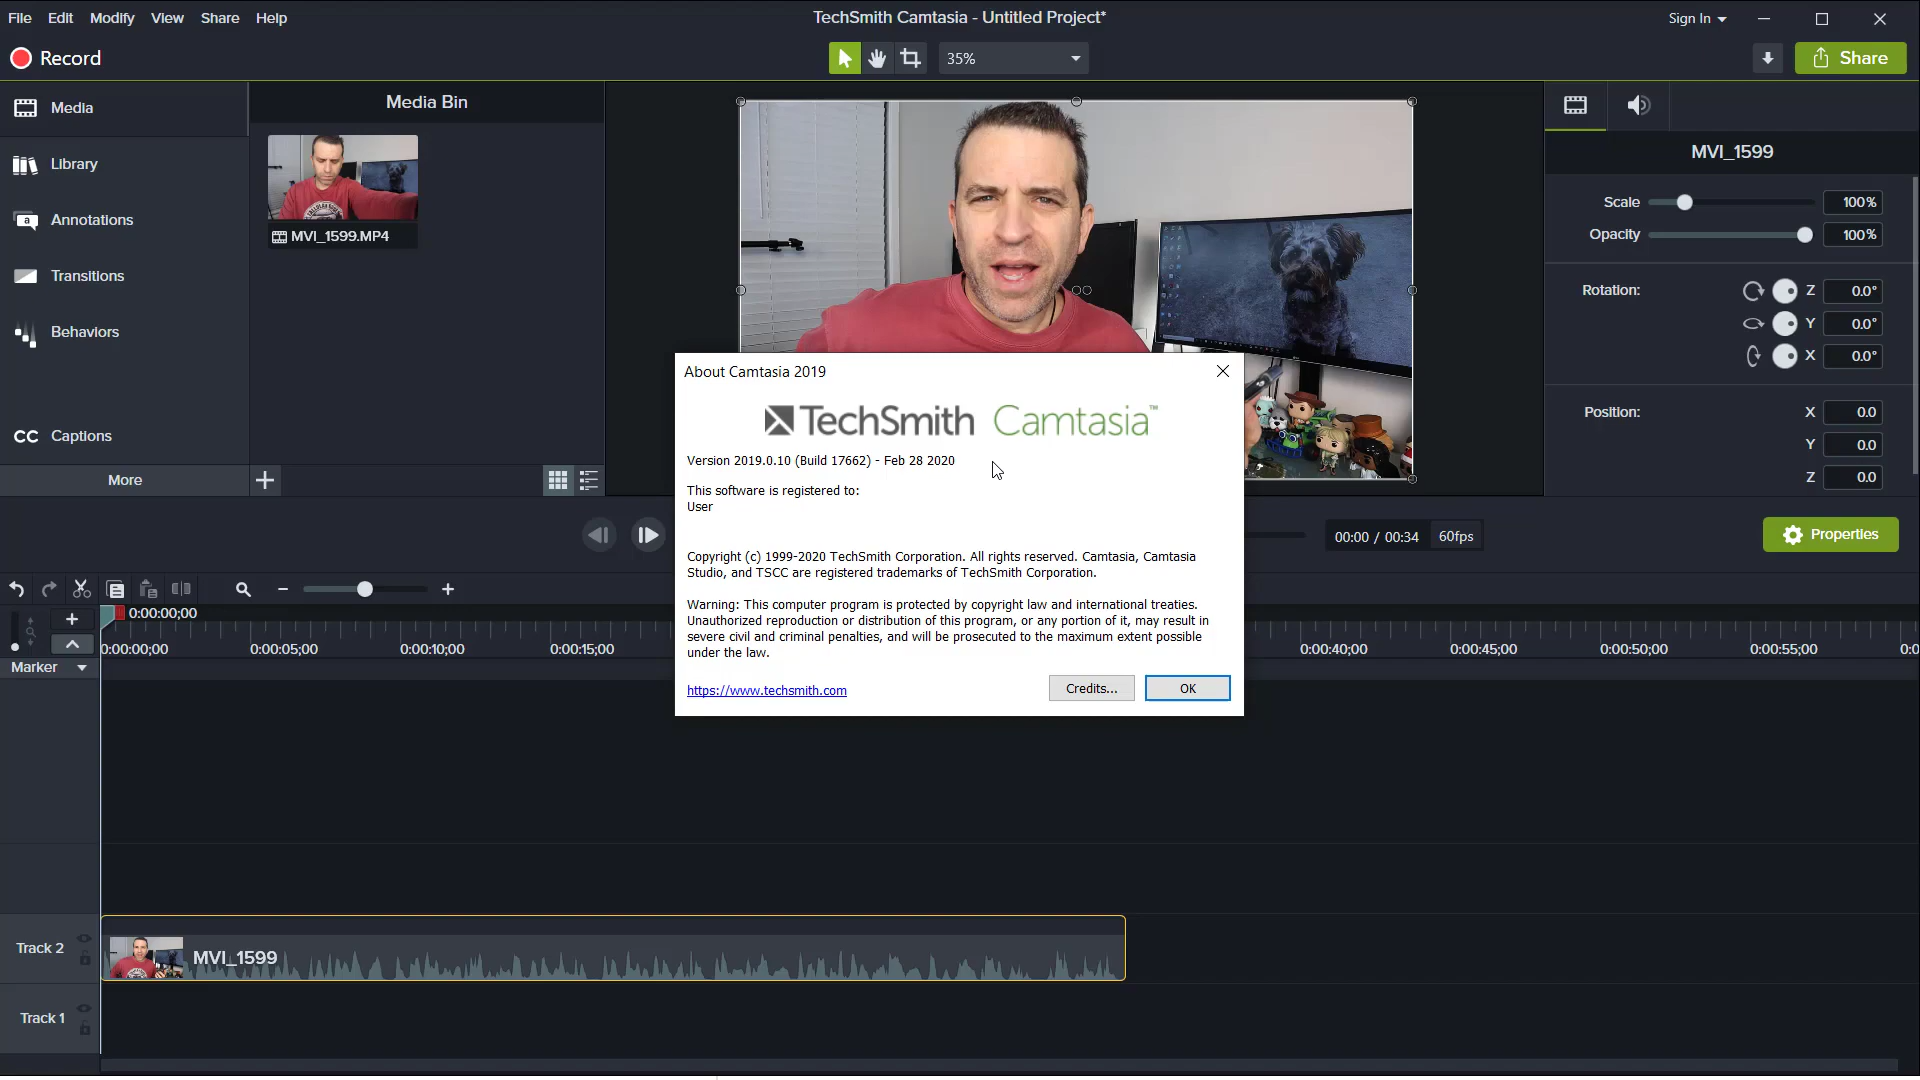 File Edit Modify View Share Help
TechSmith Camtasia - Untitled Project*
Sign In
Record
35%
Share
Media
Library
Annotations
Transitions
Behaviors
CC Captions
More
Media Bin
MVI_1599.MP4
MVI_1599
Scale 100%
Opacity 100%
Rotation: Z 0.0°
Y 0.0°
X 0.0°
Position: X 0.0
Y 0.0
Z 0.0
About Camtasia 2019
TechSmith Camtasia™
Version 2019.0.10 (Build 17662) - Feb 28 2020
This software is registered to:
User
Copyright (c) 1999-2020 TechSmith Corporation. All rights reserved. Camtasia, Camtasia
Studio, and TSCC are registered trademarks of TechSmith Corporation.
Warning: This computer program is protected by copyright law and international treaties.
Unauthorized reproduction or distribution of this program, or any portion of it, may result in
severe civil and criminal penalties, and will be prosecuted to the maximum extent possible
under the law.
https://www.techsmith.com
Credits...
OK
00:00 / 00:34 60fps
Properties
0:00:00;00
0:00:00;00 0:00:05;00 0:00:10;00 0:00:15;00 0:00:40;00 0:00:45;00 0:00:50;00 0:00:55;00
Marker
Track 2
MVI_1599
Track 1